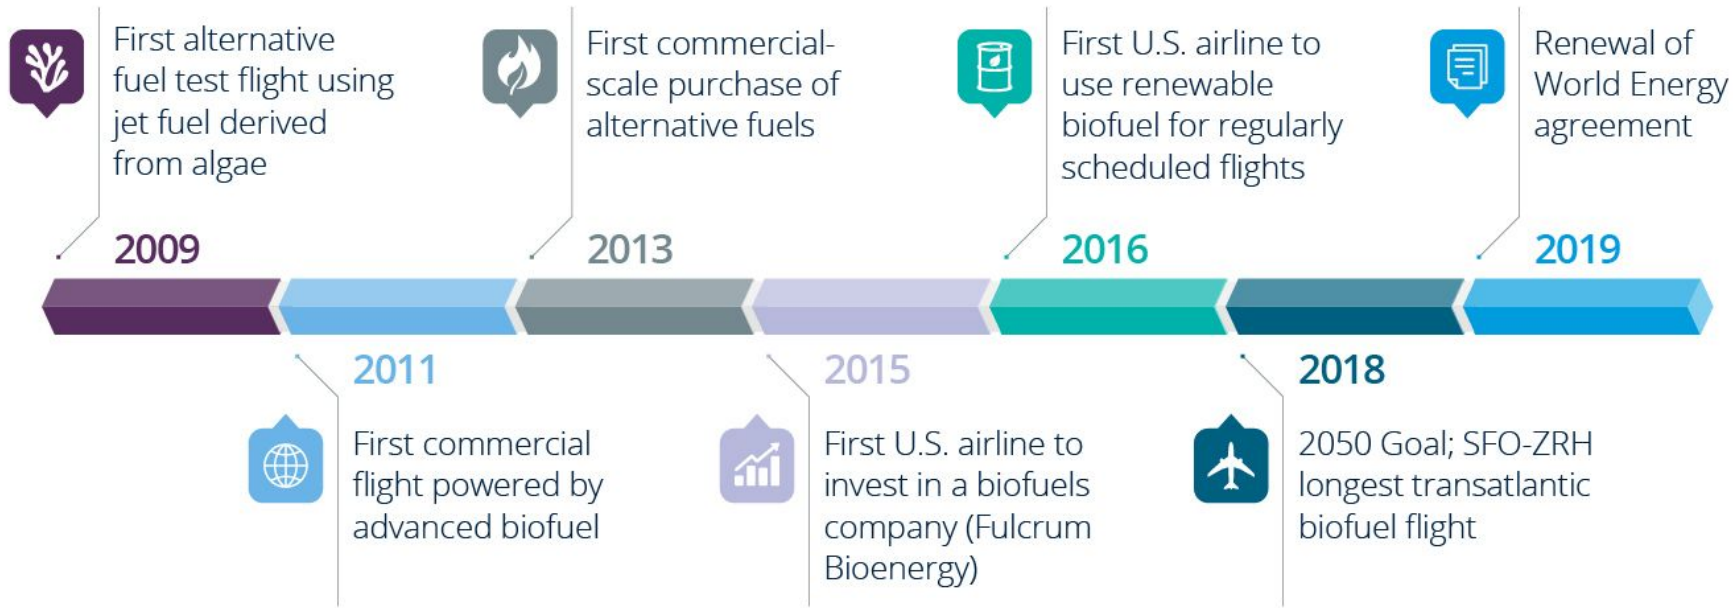 First alternative
fuel test flight using
jet fuel derived
from algae
2009
First commercial-
scale purchase of
alternative fuels
2013
First U.S. airline to
use renewable
biofuel for regularly
scheduled flights
2016
Renewal of
World Energy
agreement
2019
2011
First commercial
flight powered by
advanced biofuel
2015
First U.S. airline to
invest in a biofuels
company (Fulcrum
Bioenergy)
2018
2050 Goal; SFO-ZRH
longest transatlantic
biofuel flight